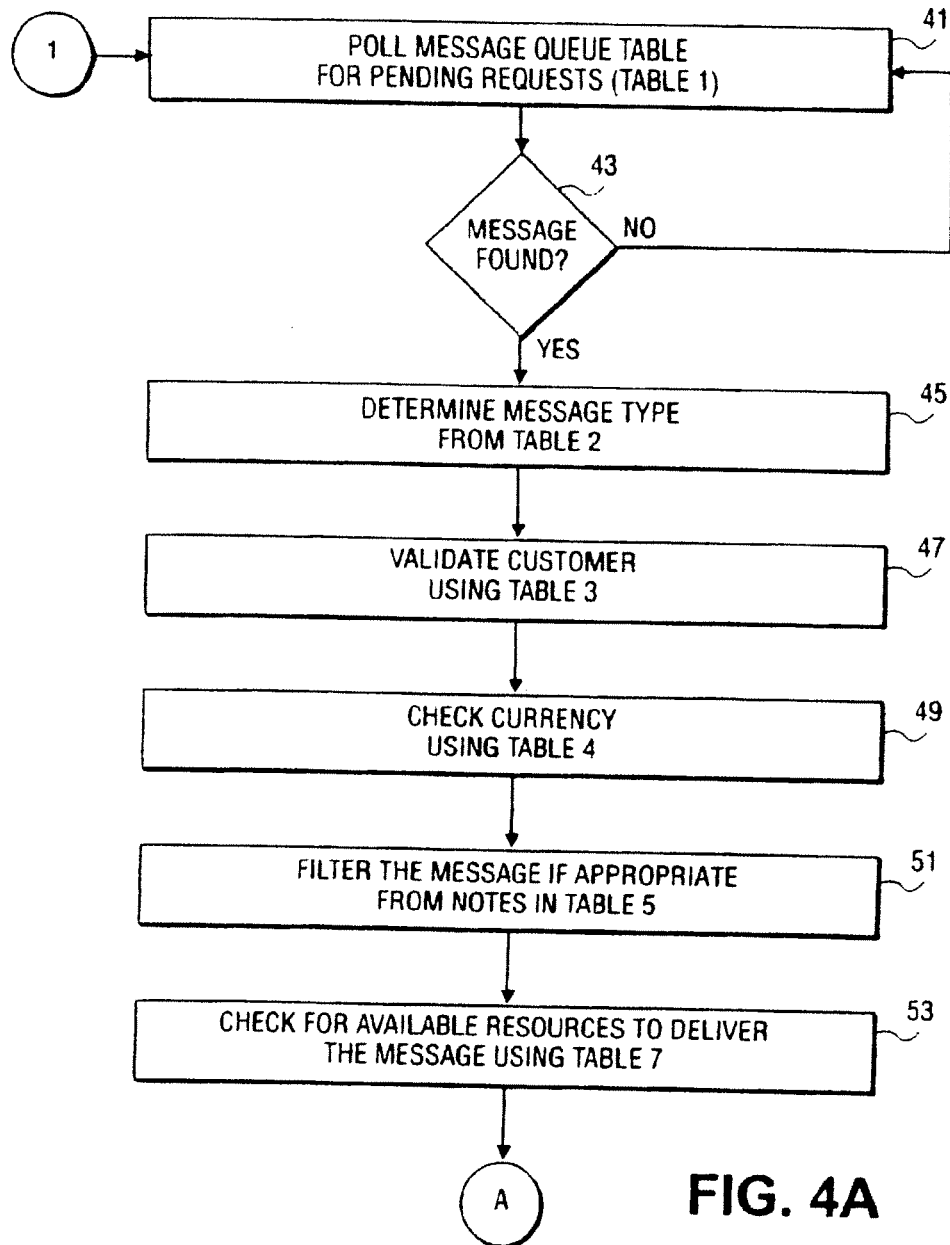 1
41
POLL MESSAGE QUEUE TABLE
FOR PENDING REQUESTS (TABLE 1)
43
MESSAGE
FOUND?
NO
YES
45
DETERMINE MESSAGE TYPE
FROM TABLE 2
47
VALIDATE CUSTOMER
USING TABLE 3
49
CHECK CURRENCY
USING TABLE 4
51
FILTER THE MESSAGE IF APPROPRIATE
FROM NOTES IN TABLE 5
53
CHECK FOR AVAILABLE RESOURCES TO DELIVER
THE MESSAGE USING TABLE 7
A
FIG. 4A